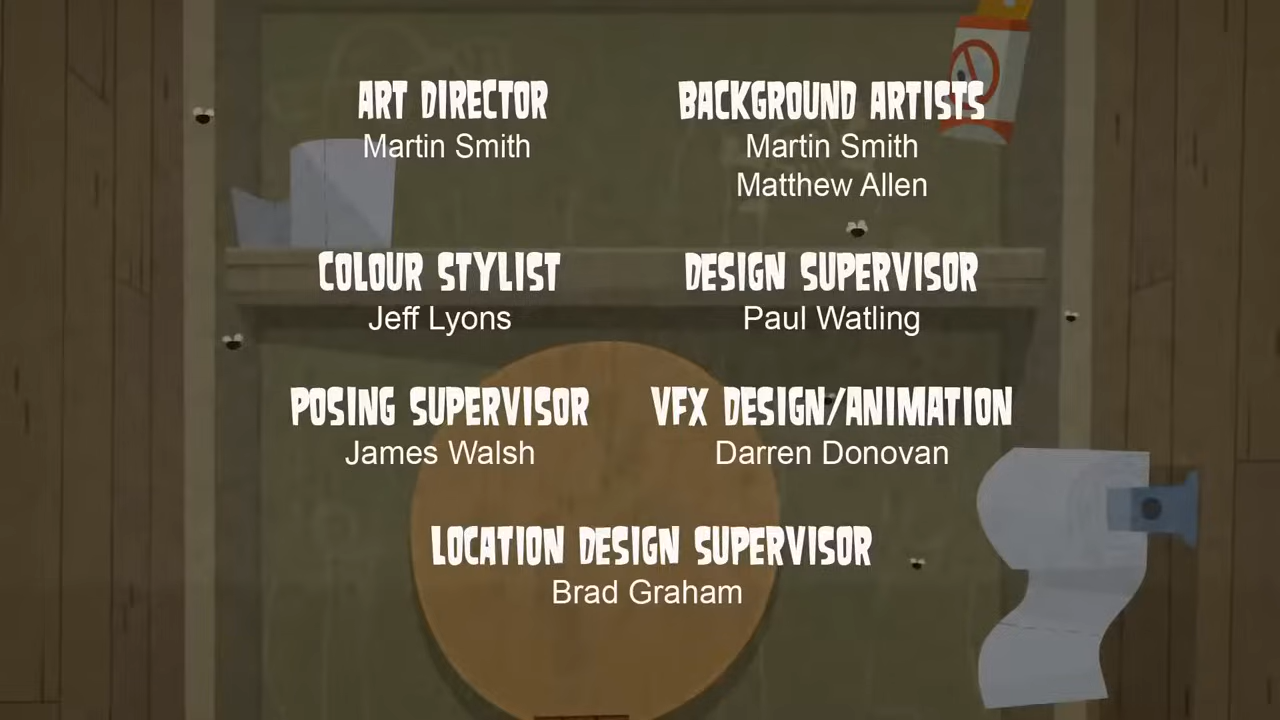 ART DIRECTOR
Martin Smith
BACKGROUND ARTISTS
Martin Smith
Matthew Allen
COLOUR STYLIST
Jeff Lyons
DESIGN SUPERVISOR
Paul Watling
POSING SUPERVISOR
James Walsh
VFX DESIGN/ANIMATION
Darren Donovan
LOCATION DESIGN SUPERVISOR
Brad Graham